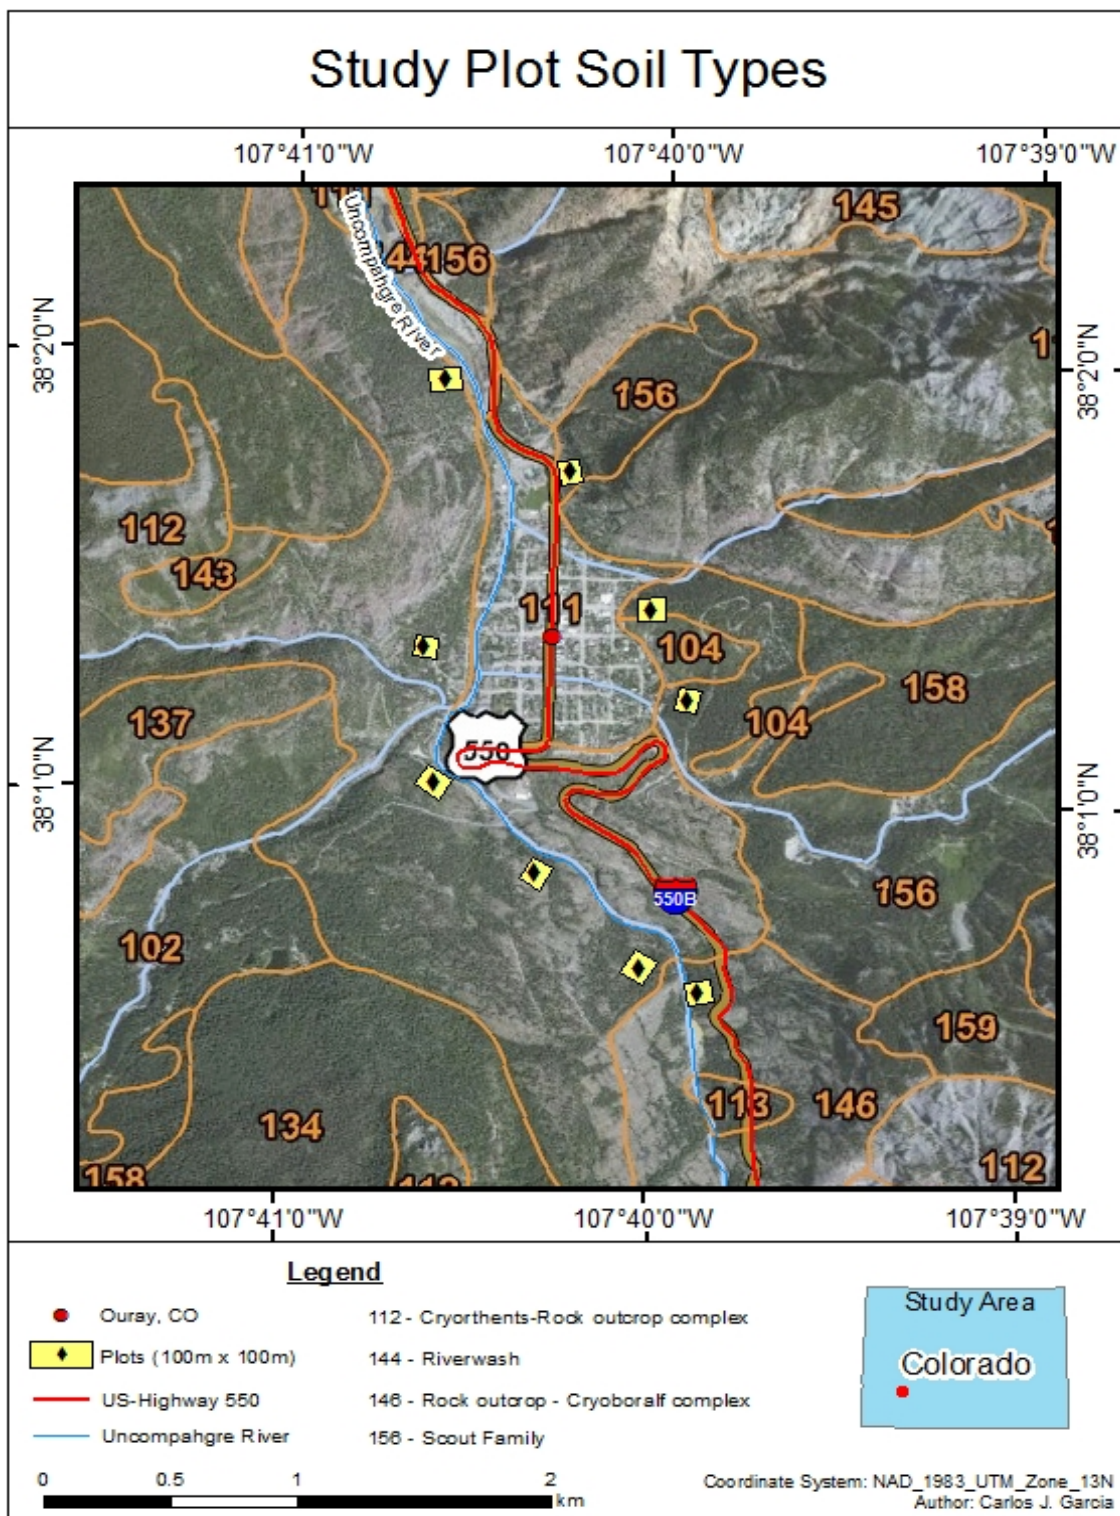 Study Plot Soil Types
107°41'0"W 107°40'0"W 107°39'0"W
145
Uncompahgre River
144
156
38°2'0"N
38°2'0"N
156
112
143
111
104
158
137
104
550
38°1'0"N
38°1'0"N
550B
156
102
159
113
146
134
158
112
112
107°41'0"W 107°40'0"W 107°39'0"W
Legend
Ouray, CO
Plots (100m x 100m)
US-Highway 550
Uncompahgre River
112 - Cryorthents-Rock outcrop complex
144 - Riverwash
146 - Rock outcrop - Cryoboralf complex
156 - Scout Family
Study Area
Colorado
0 0.5 1 2
km
Coordinate System: NAD_1983_UTM_Zone_13N
Author: Carlos J. Garcia